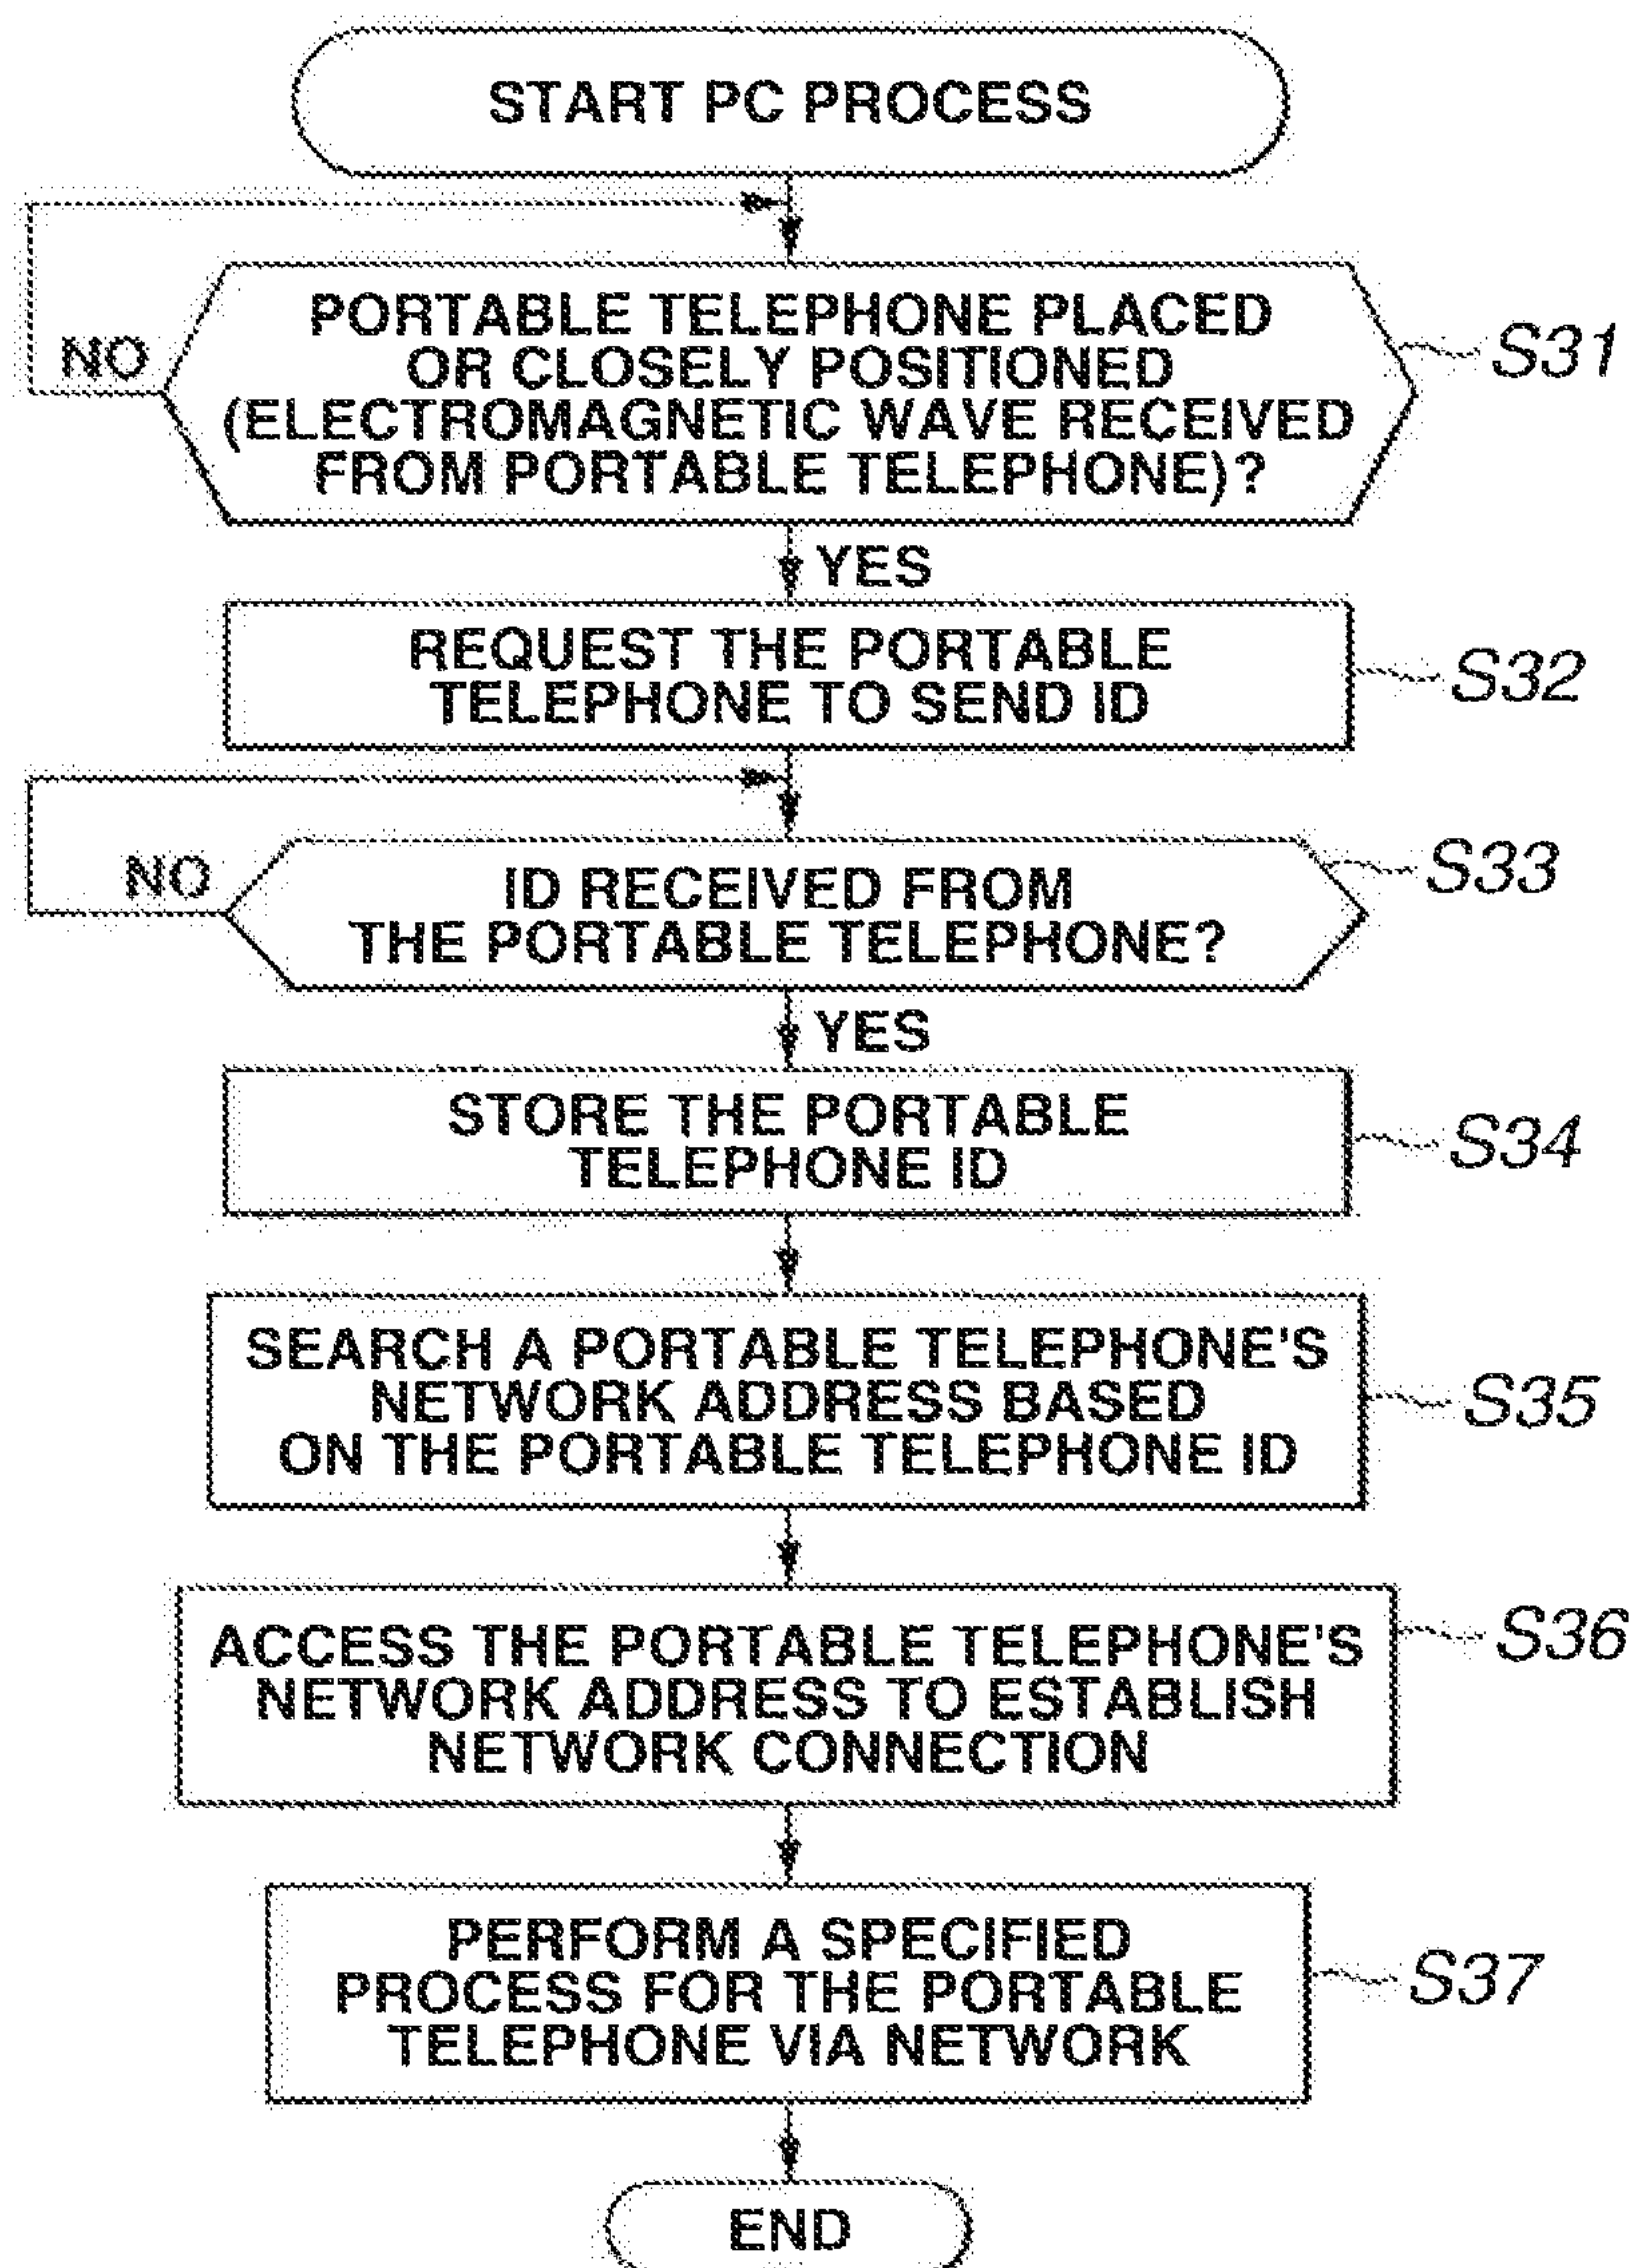 START PC PROCESS
NO
PORTABLE TELEPHONE PLACED
OR CLOSELY POSITIONED
(ELECTROMAGNETIC WAVE RECEIVED
FROM PORTABLE TELEPHONE)?
S31
YES
REQUEST THE PORTABLE
TELEPHONE TO SEND ID
S32
NO
ID RECEIVED FROM
THE PORTABLE TELEPHONE?
S33
YES
STORE THE PORTABLE
TELEPHONE ID
S34
SEARCH A PORTABLE TELEPHONE'S
NETWORK ADDRESS BASED
ON THE PORTABLE TELEPHONE ID
S35
ACCESS THE PORTABLE TELEPHONE'S
NETWORK ADDRESS TO ESTABLISH
NETWORK CONNECTION
S36
PERFORM A SPECIFIED
PROCESS FOR THE PORTABLE
TELEPHONE VIA NETWORK
S37
END